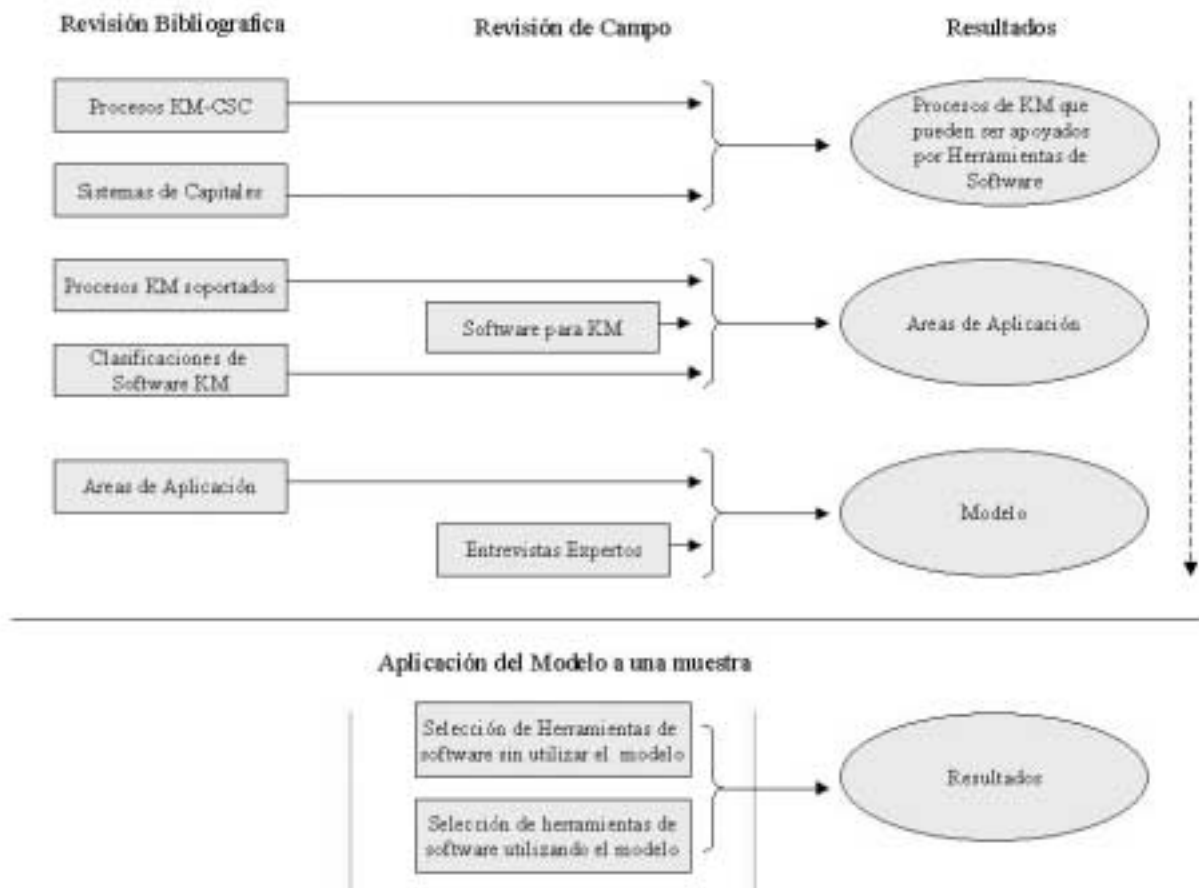 Revisión Bibliografica
Revisión de Campo
Resultados
Procesos KM-CSC
Sistemas de Capitales
Procesos de KM que
pueden ser apoyados
por Herramientas de
Software
Procesos KM soportados
Software para KM
Clasificaciones de
Software KM
Areas de Aplicación
Areas de Aplicación
Entrevistas Expertos
Modelo
Aplicación del Modelo a una muestra
Selección de Herramientas de
software sin utilizar el modelo
Selección de herramientas de
software utilizando el modelo
Resultados